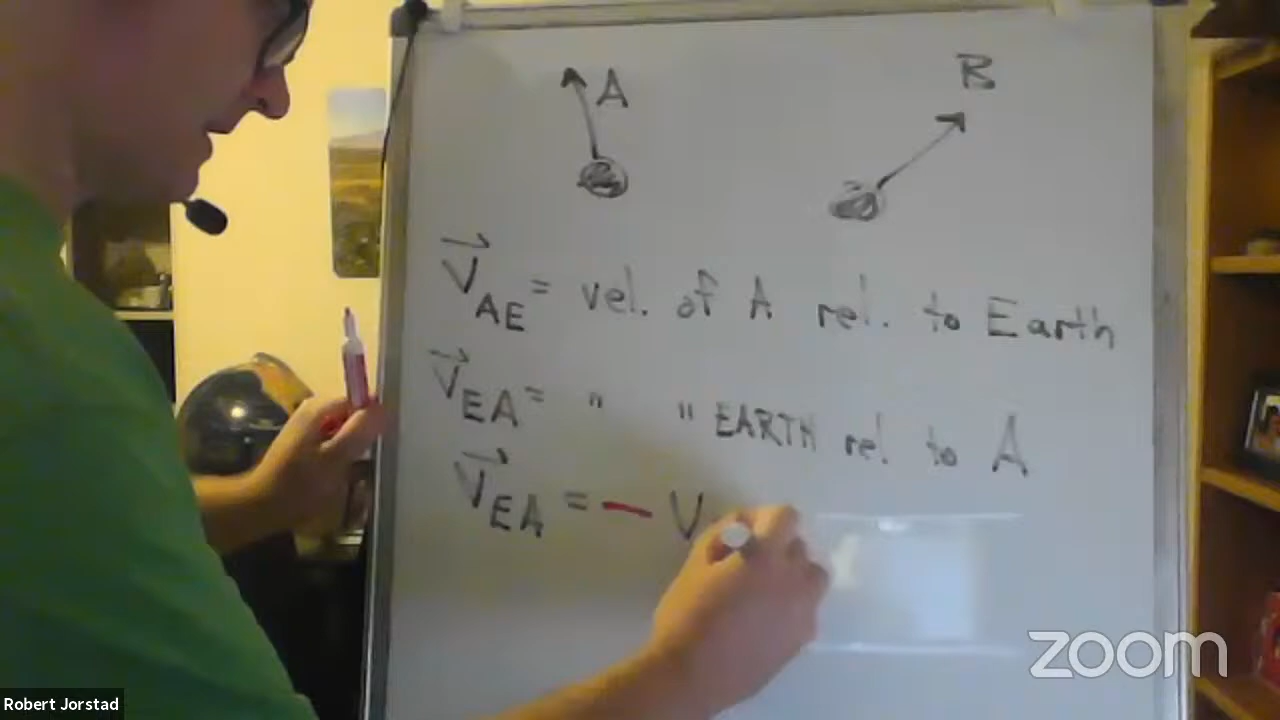 A
B
V AE = vel. of A rel. to Earth
V EA = " " EARTH rel. to A
V EA = — V
zoom
Robert Jorstad